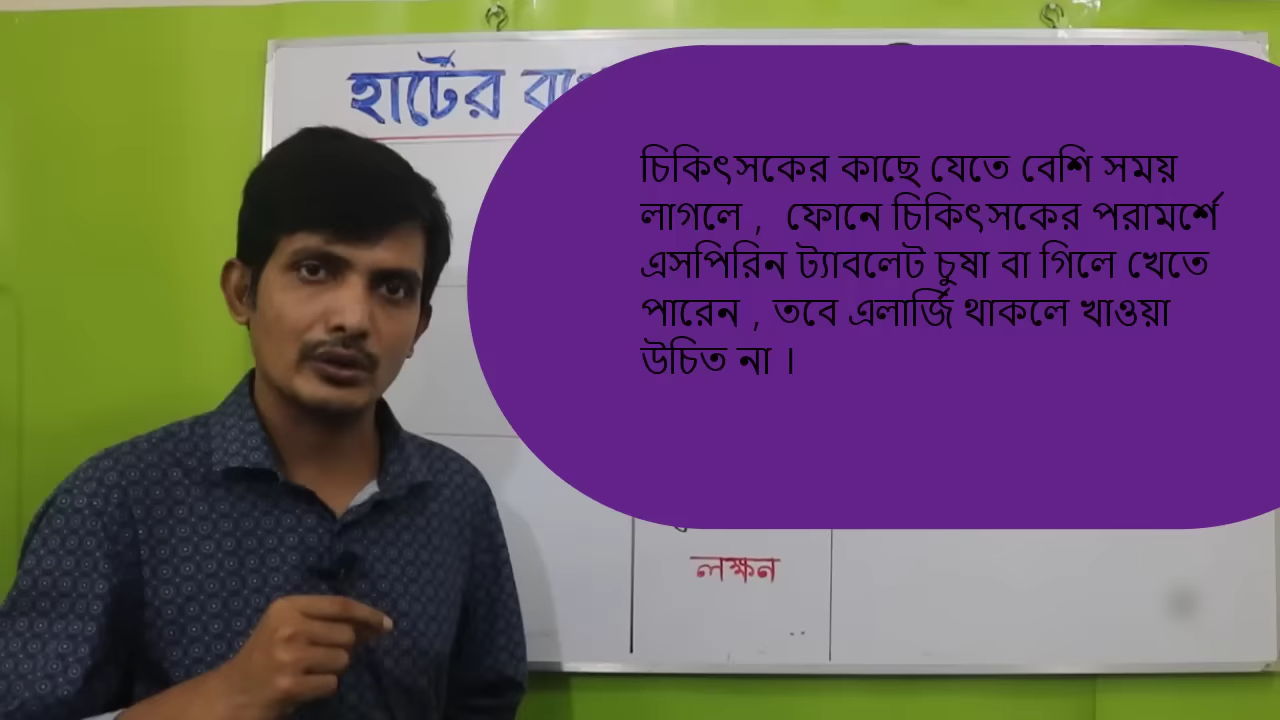 হার্টের
চিকিৎসকের কাছে যেতে বেশি সময়
লাগলে , ফোনে চিকিৎসকের পরামর্শে
এসপিরিন ট্যাবলেট চুষা বা গিলে খেতে
পারেন , তবে এলার্জি থাকলে খাওয়া
উচিত না ।
লক্ষন